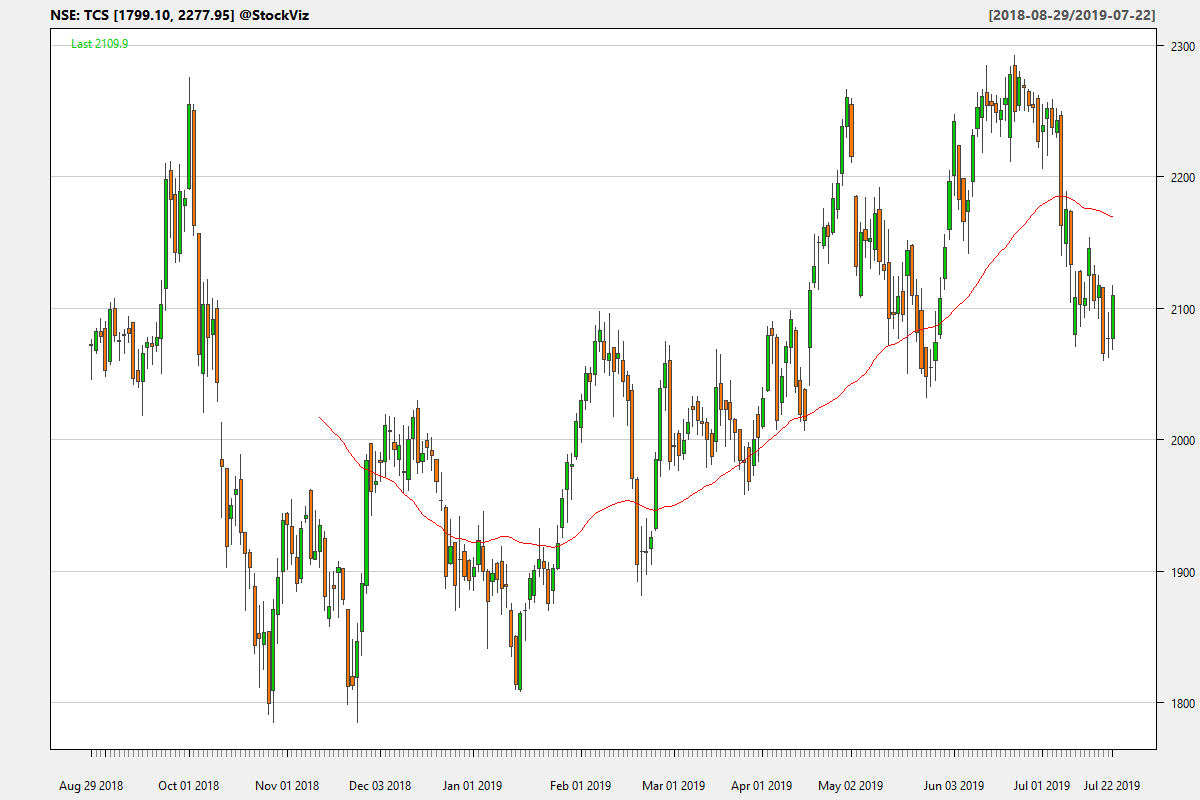 NSE: TCS [1799.10, 2277.95] @StockViz
[2018-08-29/2019-07-22]
Last 2109.9
2300
2200
2100
2000
1900
1800
Aug 29 2018 Oct 01 2018 Nov 01 2018 Dec 03 2018 Jan 01 2019 Feb 01 2019 Mar 01 2019 Apr 01 2019 May 02 2019 Jun 03 2019 Jul 01 2019 Jul 22 2019